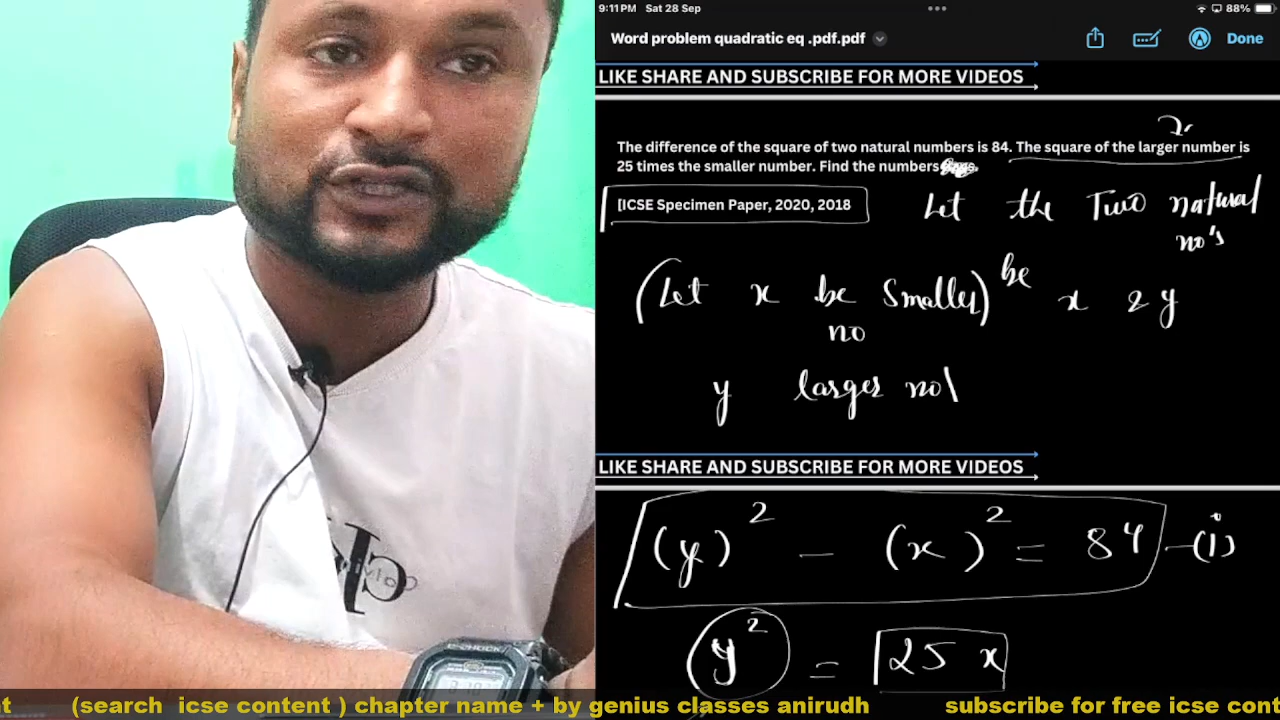 9:11PM Sat 28 Sep
88%
Word problem quadratic eq .pdf.pdf
Done
LIKE SHARE AND SUBSCRIBE FOR MORE VIDEOS
The difference of the square of two natural numbers is 84. The square of the larger number is
25 times the smaller number. Find the numbers
[ICSE Specimen Paper, 2020, 2018
Let the Two natural
no's
be x & y
(Let x be Smaller)
no
y larger no
LIKE SHARE AND SUBSCRIBE FOR MORE VIDEOS
(y)² - (x)² = 84 -(i)
y² = 25 x
(search icse content ) chapter name + by genius classes anirudh subscribe for free icse cont